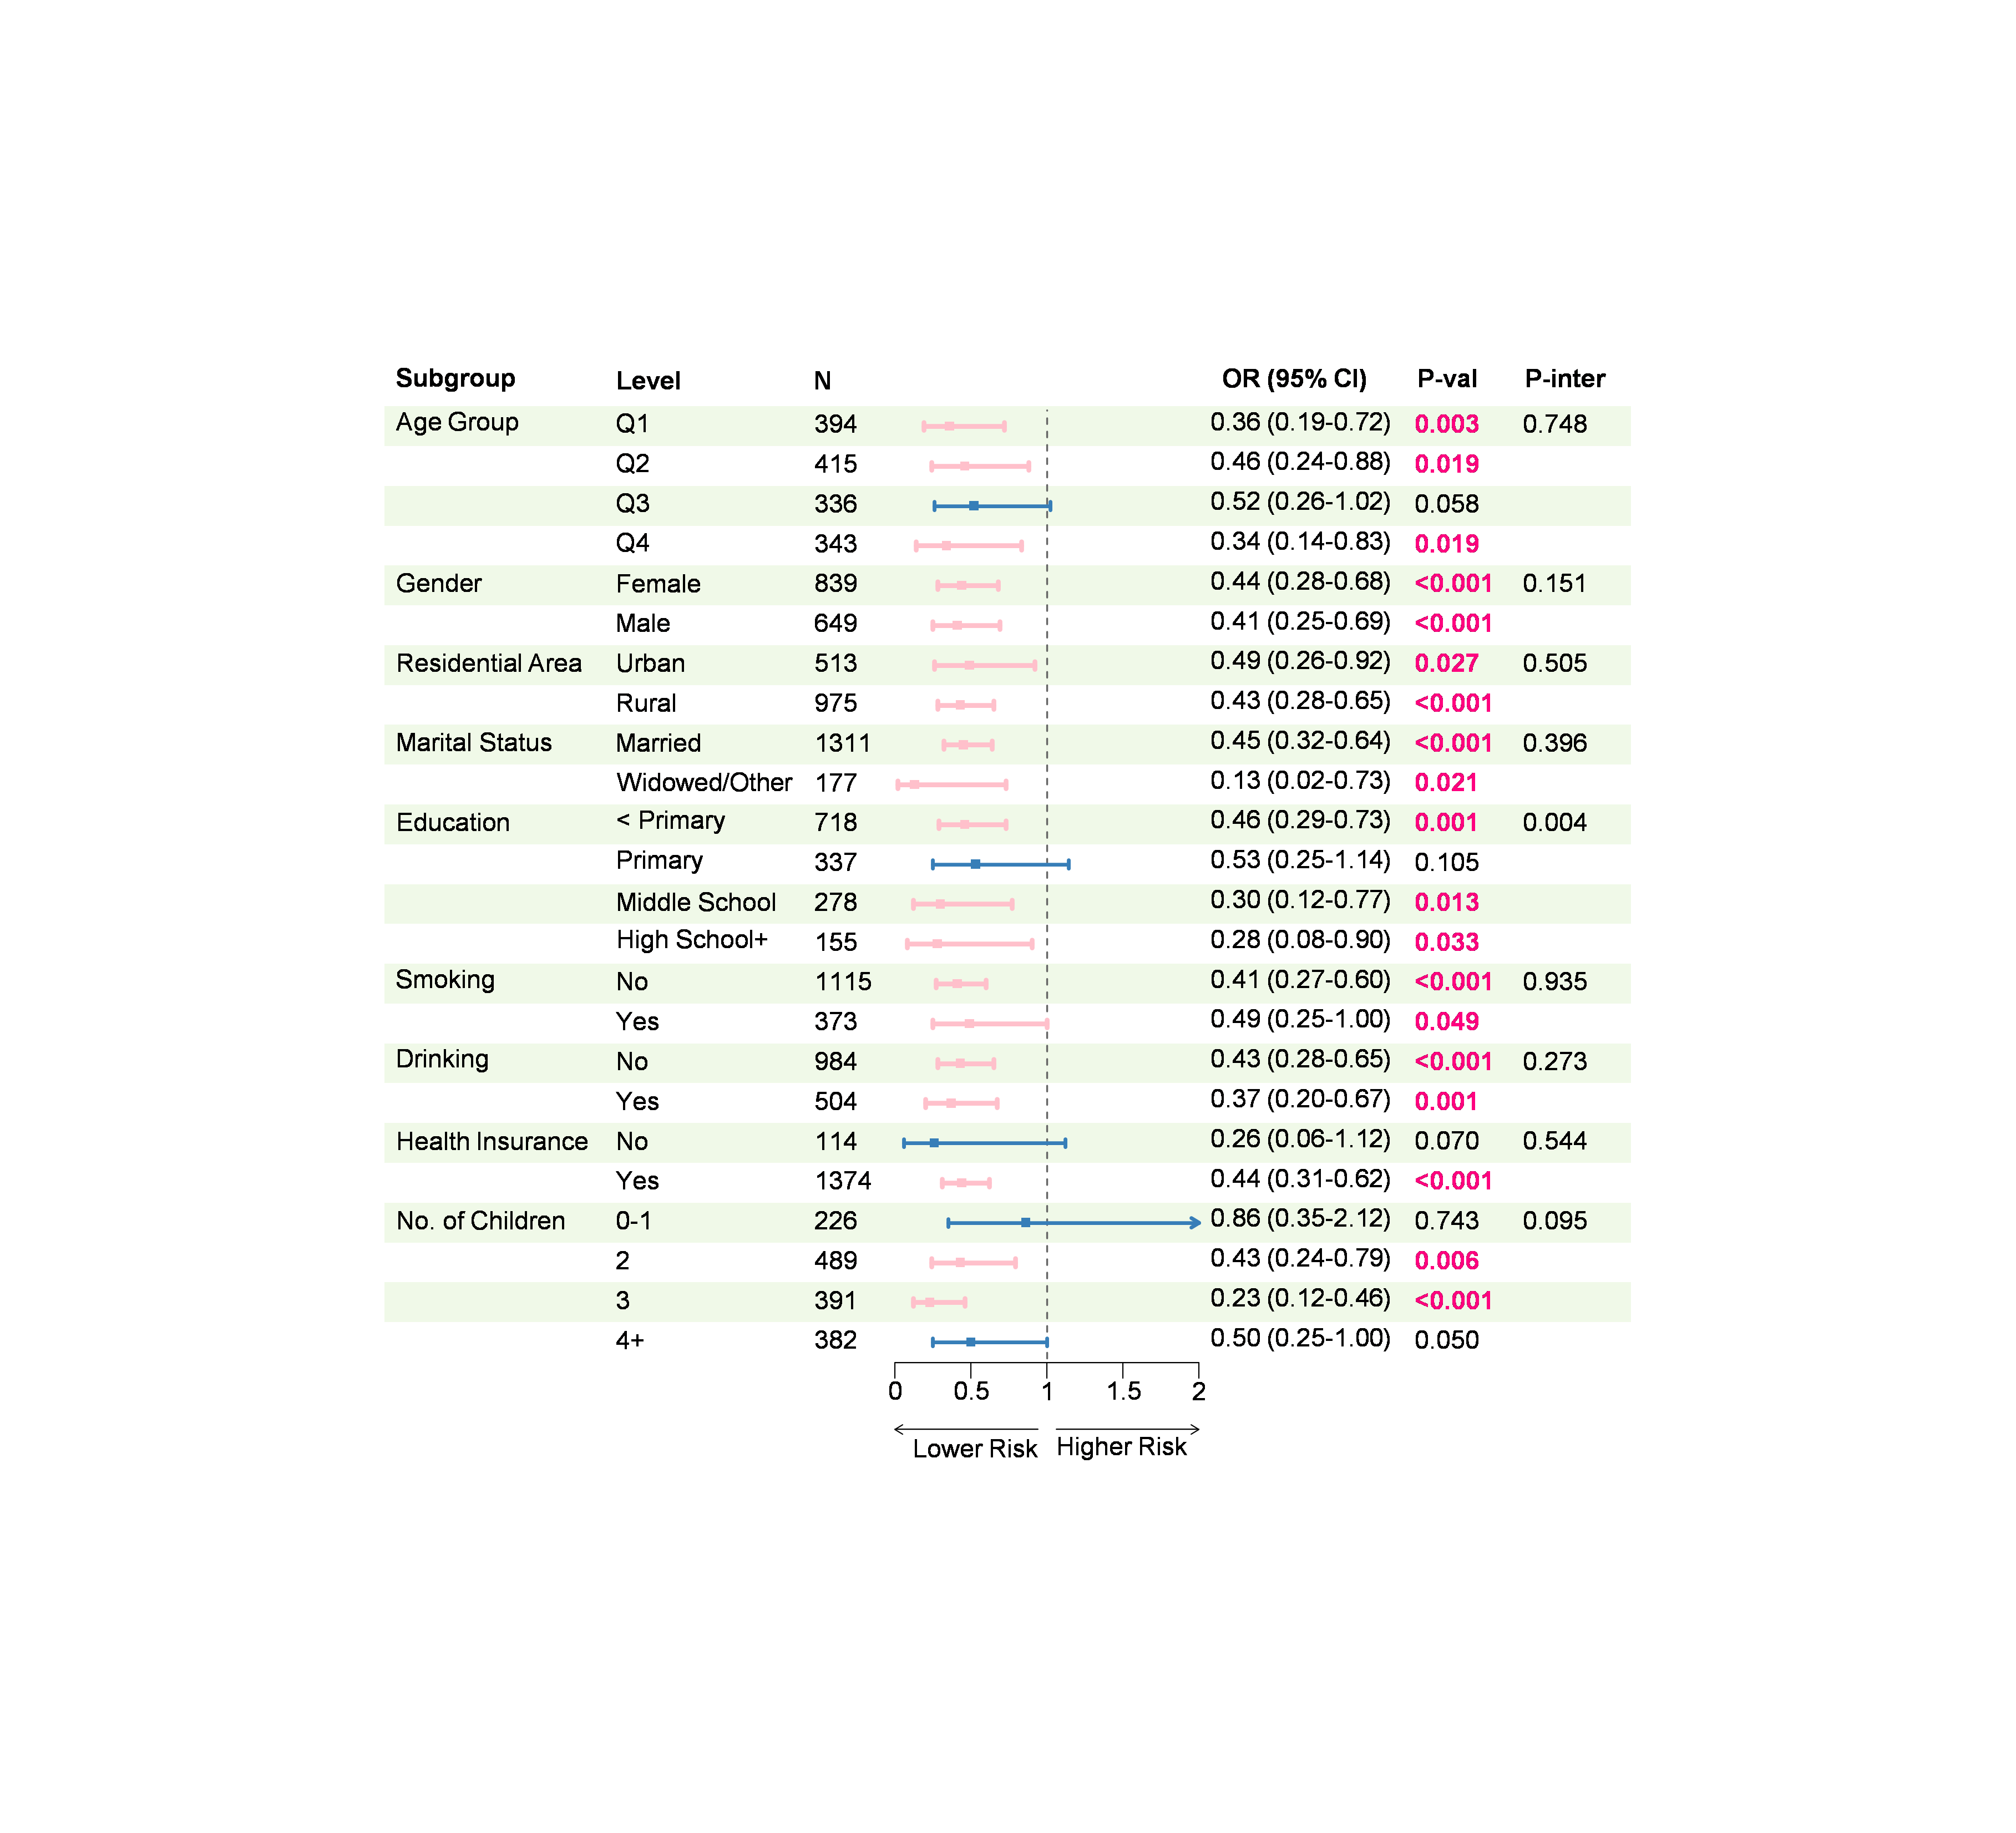 Subgroup Level N OR (95% CI) P-val P-inter
Age Group Q1 394 0.36 (0.19-0.72) 0.003 0.748
Q2 415 0.46 (0.24-0.88) 0.019
Q3 336 0.52 (0.26-1.02) 0.058
Q4 343 0.34 (0.14-0.83) 0.019
Gender Female 839 0.44 (0.28-0.68) <0.001 0.151
Male 649 0.41 (0.25-0.69) <0.001
Residential Area Urban 513 0.49 (0.26-0.92) 0.027 0.505
Rural 975 0.43 (0.28-0.65) <0.001
Marital Status Married 1311 0.45 (0.32-0.64) <0.001 0.396
Widowed/Other 177 0.13 (0.02-0.73) 0.021
Education < Primary 718 0.46 (0.29-0.73) 0.001 0.004
Primary 337 0.53 (0.25-1.14) 0.105
Middle School 278 0.30 (0.12-0.77) 0.013
High School+ 155 0.28 (0.08-0.90) 0.033
Smoking No 1115 0.41 (0.27-0.60) <0.001 0.935
Yes 373 0.49 (0.25-1.00) 0.049
Drinking No 984 0.43 (0.28-0.65) <0.001 0.273
Yes 504 0.37 (0.20-0.67) 0.001
Health Insurance No 114 0.26 (0.06-1.12) 0.070 0.544
Yes 1374 0.44 (0.31-0.62) <0.001
No. of Children 0-1 226 0.86 (0.35-2.12) 0.743 0.095
2 489 0.43 (0.24-0.79) 0.006
3 391 0.23 (0.12-0.46) <0.001
4+ 382 0.50 (0.25-1.00) 0.050
0 0.5 1 1.5 2
Lower Risk Higher Risk